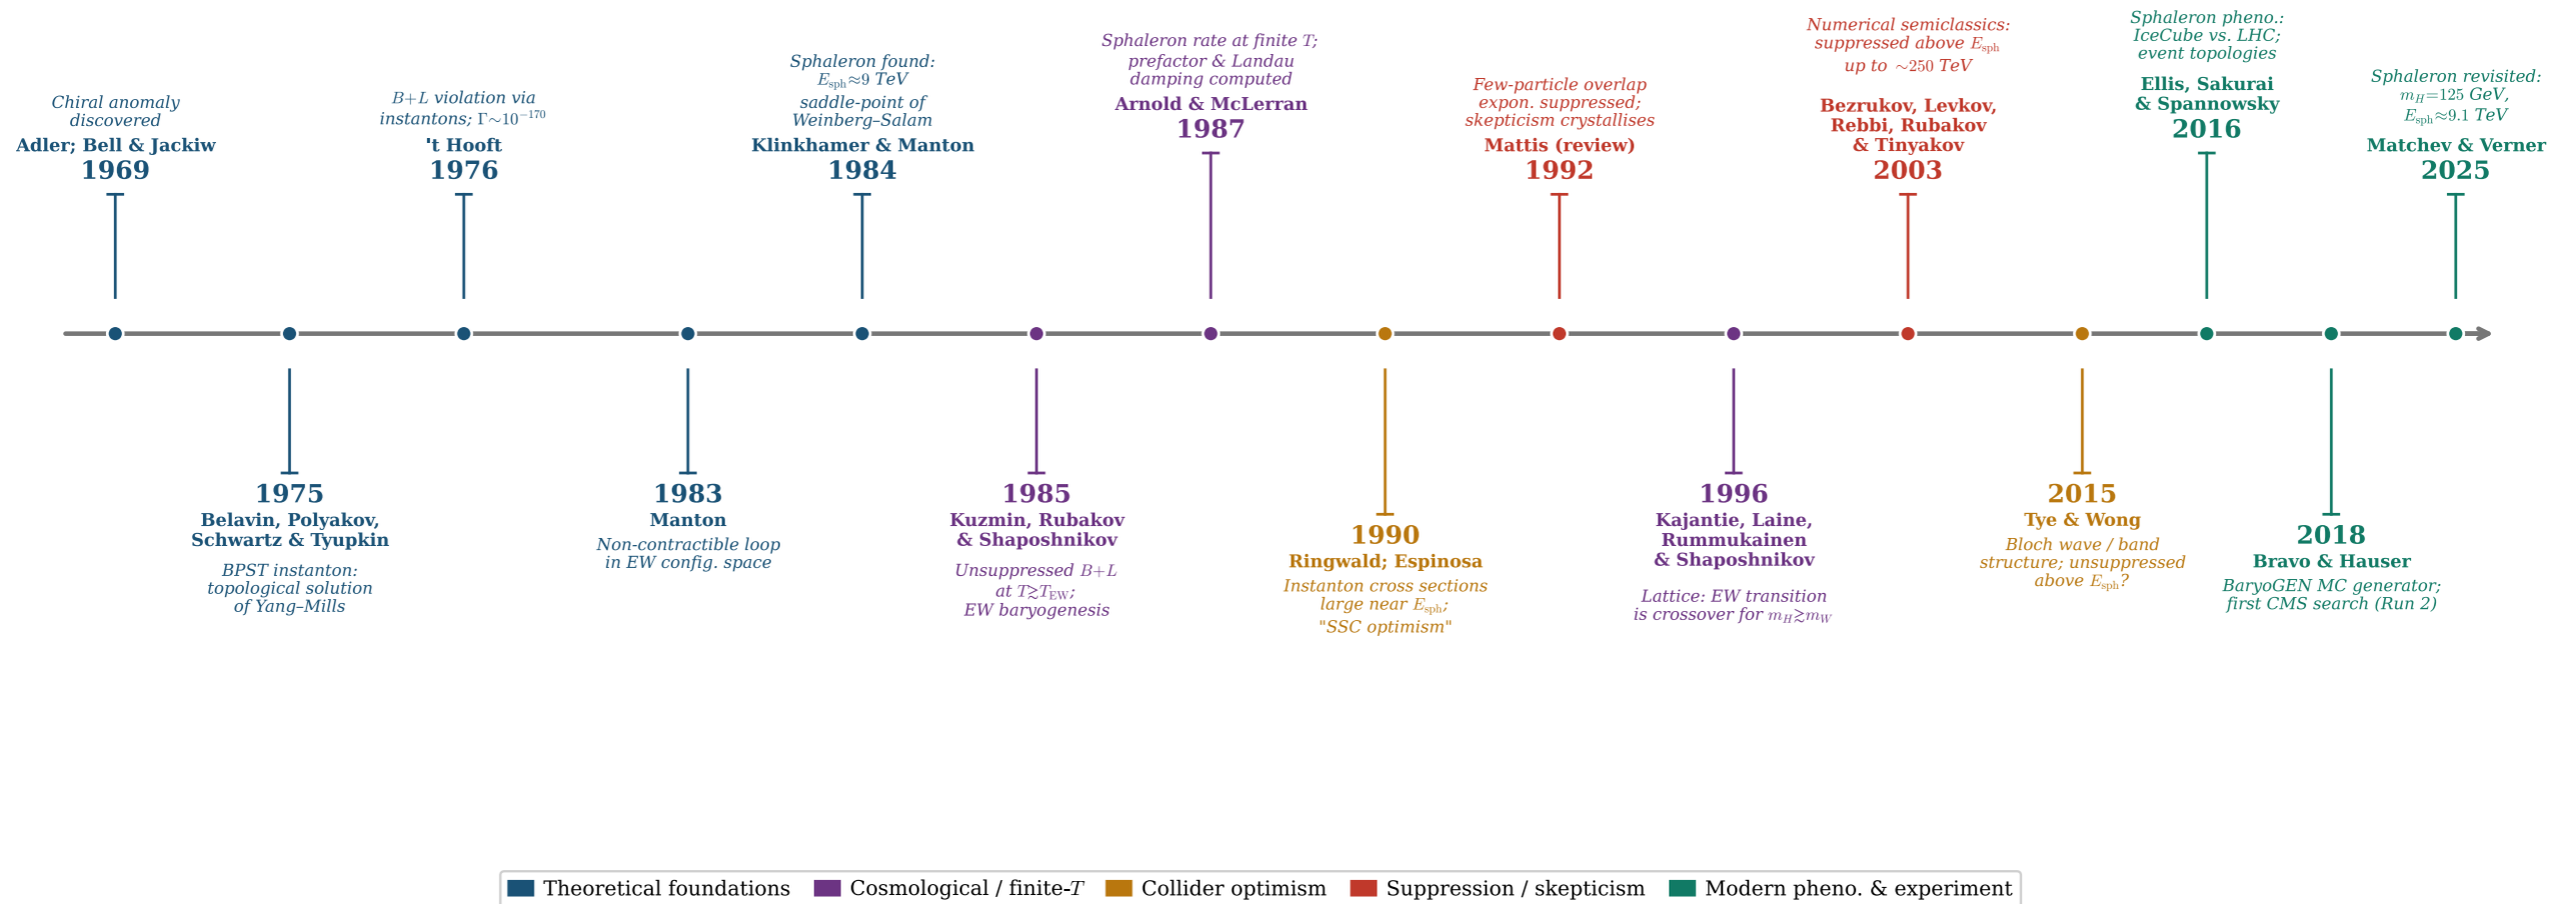 Chiral anomaly
discovered
Adler; Bell & Jackiw
1969
BPST instanton:
topological solution
of Yang–Mills
Belavin, Polyakov,
Schwartz & Tyupkin
1975
B+L violation via
instantons; Γ∼10⁻¹⁷⁰
't Hooft
1976
1983
Manton
Non-contractible loop
in EW config. space
Sphaleron found:
E_sph≈9 TeV
saddle-point of
Weinberg–Salam
Klinkhamer & Manton
1984
1985
Kuzmin, Rubakov
& Shaposhnikov
Unsuppressed B+L
at T≳T_EW;
EW baryogenesis
Sphaleron rate at finite T;
prefactor & Landau
damping computed
Arnold & McLerran
1987
1990
Ringwald; Espinosa
Instanton cross sections
large near E_sph;
"SSC optimism"
Few-particle overlap
expon. suppressed;
skepticism crystallises
Mattis (review)
1992
1996
Kajantie, Laine,
Rummukainen
& Shaposhnikov
Lattice: EW transition
is crossover for m_H≳m_W
Numerical semiclassics:
suppressed above E_sph
up to ∼250 TeV
Bezrukov, Levkov,
Rebbi, Rubakov
& Tinyakov
2003
2015
Tye & Wong
Bloch wave / band
structure; unsuppressed
above E_sph?
Sphaleron pheno.:
IceCube vs. LHC;
event topologies
Ellis, Sakurai
& Spannowsky
2016
2018
Bravo & Hauser
BaryoGEN MC generator;
first CMS search (Run 2)
Sphaleron revisited:
m_H=125 GeV,
E_sph≈9.1 TeV
Matchev & Verner
2025
Theoretical foundations
Cosmological / finite-T
Collider optimism
Suppression / skepticism
Modern pheno. & experiment